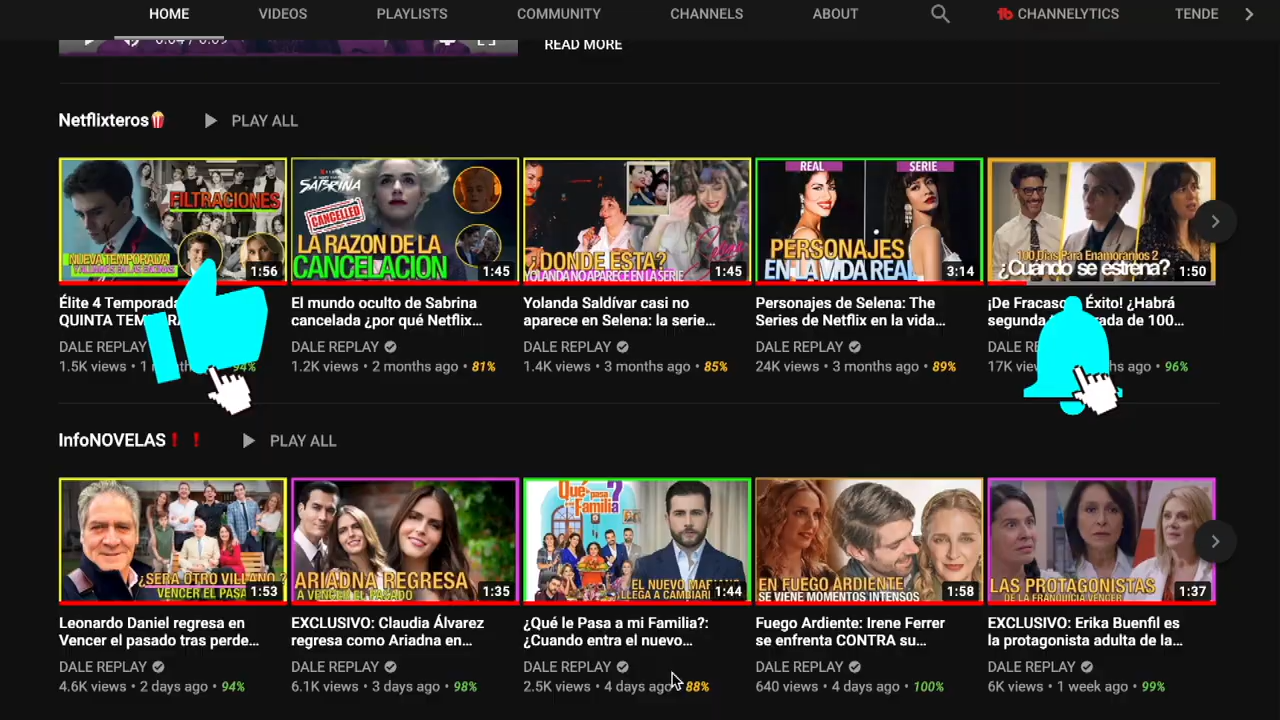 HOME VIDEOS PLAYLISTS COMMUNITY CHANNELS ABOUT CHANNELYTICS TENDE
READ MORE
Netflixteros PLAY ALL
FILTRACIONES
NUEVA TEMPORADA
1:56
SABRINA
CANCELLED
LA RAZON DE LA
CANCELACION
1:45
¿DONDE ESTA?
YOLANDA NO APARECE EN LA SERIE
1:45
REAL SERIE
PERSONAJES
EN LA VIDA REAL
3:14
100 Días Para Enamorarnos 2
¿Cuando se estrena?
1:50
Élite 4 Temporada
QUINTA
DALE REPLAY
1.5K views • 94%
El mundo oculto de Sabrina
cancelada ¿por qué Netflix...
DALE REPLAY
1.2K views • 2 months ago • 81%
Yolanda Saldívar casi no
aparece en Selena: la serie...
DALE REPLAY
1.4K views • 3 months ago • 85%
Personajes de Selena: The
Series de Netflix en la vida...
DALE REPLAY
24K views • 3 months ago • 89%
¡De Fracaso Éxito! ¿Habrá
segunda de 100...
DALE
17K ago • 96%
InfoNOVELAS❗❗ PLAY ALL
¿SERA OTRO VILLANO ?
VENCER EL PASA
1:53
ARIADNA REGRESA
A VENCER EL PASADO
1:35
Qué le pasa
a mi
Familia?
EL NUEVO
LLEGA A CAMBIAR
1:44
EN FUEGO ARDIENTE
SE VIENE MOMENTOS INTENSOS
1:58
LAS PROTAGONISTAS
DE LA FRANQUICIA VENCER
1:37
Leonardo Daniel regresa en
Vencer el pasado tras perde...
DALE REPLAY
4.6K views • 2 days ago • 94%
EXCLUSIVO: Claudia Álvarez
regresa como Ariadna en...
DALE REPLAY
6.1K views • 3 days ago • 98%
¿Qué le Pasa a mi Familia?:
¿Cuando entra el nuevo...
DALE REPLAY
2.5K views • 4 days ago • 88%
Fuego Ardiente: Irene Ferrer
se enfrenta CONTRA su...
DALE REPLAY
640 views • 4 days ago • 100%
EXCLUSIVO: Erika Buenfil es
la protagonista adulta de la...
DALE REPLAY
6K views • 1 week ago • 99%